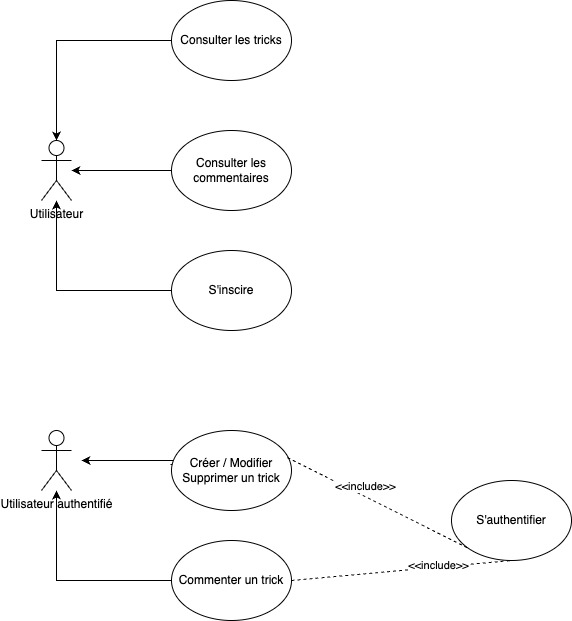 Consulter les tricks
Consulter les
commentaires
Utilisateur
S'inscire
Créer / Modifier
Supprimer un trick
<<include>>
Utilisateur authentifié
S'authentifier
<<include>>
Commenter un trick